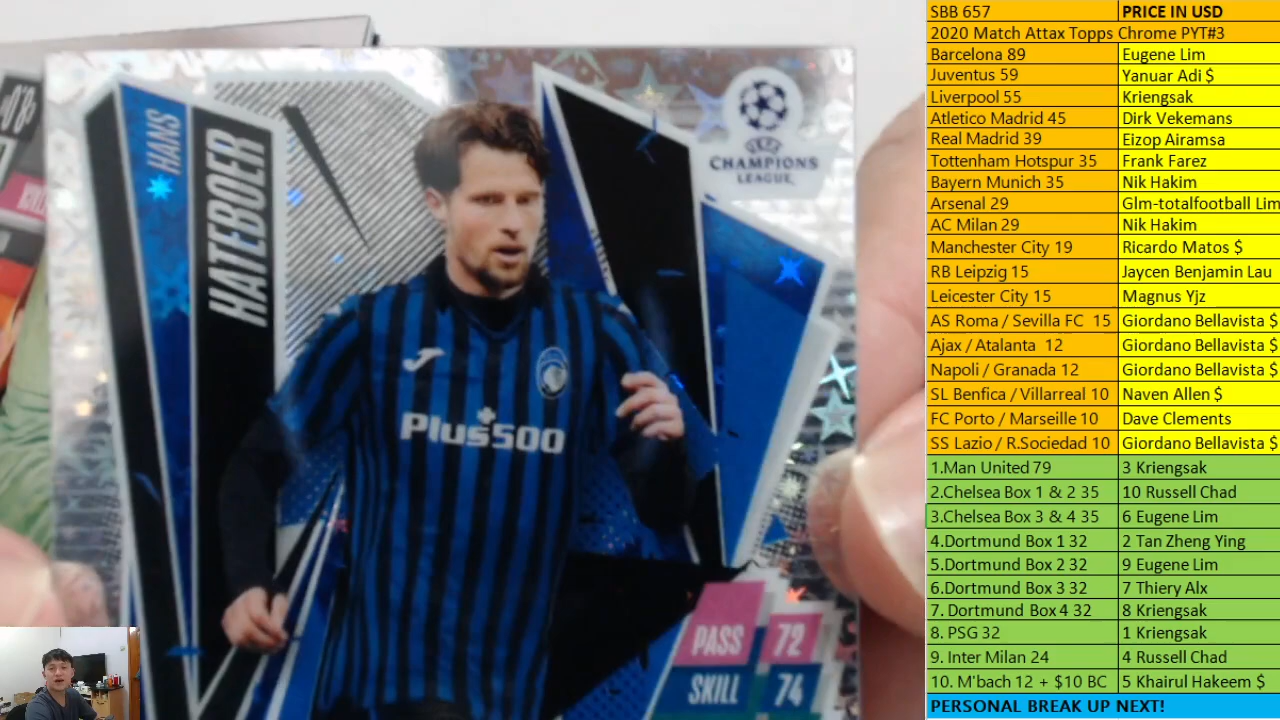 HANS
HATEBOER
UEFA
CHAMPIONS
LEAGUE
Plus500
PASS 72
SKILL 74
SBB 657 PRICE IN USD
2020 Match Attax Topps Chrome PYT#3
Barcelona 89 Eugene Lim
Juventus 59 Yanuar Adi $
Liverpool 55 Kriengsak
Atletico Madrid 45 Dirk Vekemans
Real Madrid 39 Eizop Airamsa
Tottenham Hotspur 35 Frank Farez
Bayern Munich 35 Nik Hakim
Arsenal 29 Glm-totalfootball Lim
AC Milan 29 Nik Hakim
Manchester City 19 Ricardo Matos $
RB Leipzig 15 Jaycen Benjamin Lau
Leicester City 15 Magnus Yjz
AS Roma / Sevilla FC 15 Giordano Bellavista $
Ajax / Atalanta 12 Giordano Bellavista $
Napoli / Granada 12 Giordano Bellavista $
SL Benfica / Villarreal 10 Naven Allen $
FC Porto / Marseille 10 Dave Clements
SS Lazio / R.Sociedad 10 Giordano Bellavista $
1.Man United 79 3 Kriengsak
2.Chelsea Box 1 & 2 35 10 Russell Chad
3.Chelsea Box 3 & 4 35 6 Eugene Lim
4.Dortmund Box 1 32 2 Tan Zheng Ying
5.Dortmund Box 2 32 9 Eugene Lim
6.Dortmund Box 3 32 7 Thiery Alx
7. Dortmund Box 4 32 8 Kriengsak
8. PSG 32 1 Kriengsak
9. Inter Milan 24 4 Russell Chad
10. M'bach 12 + $10 BC 5 Khairul Hakeem $
PERSONAL BREAK UP NEXT!